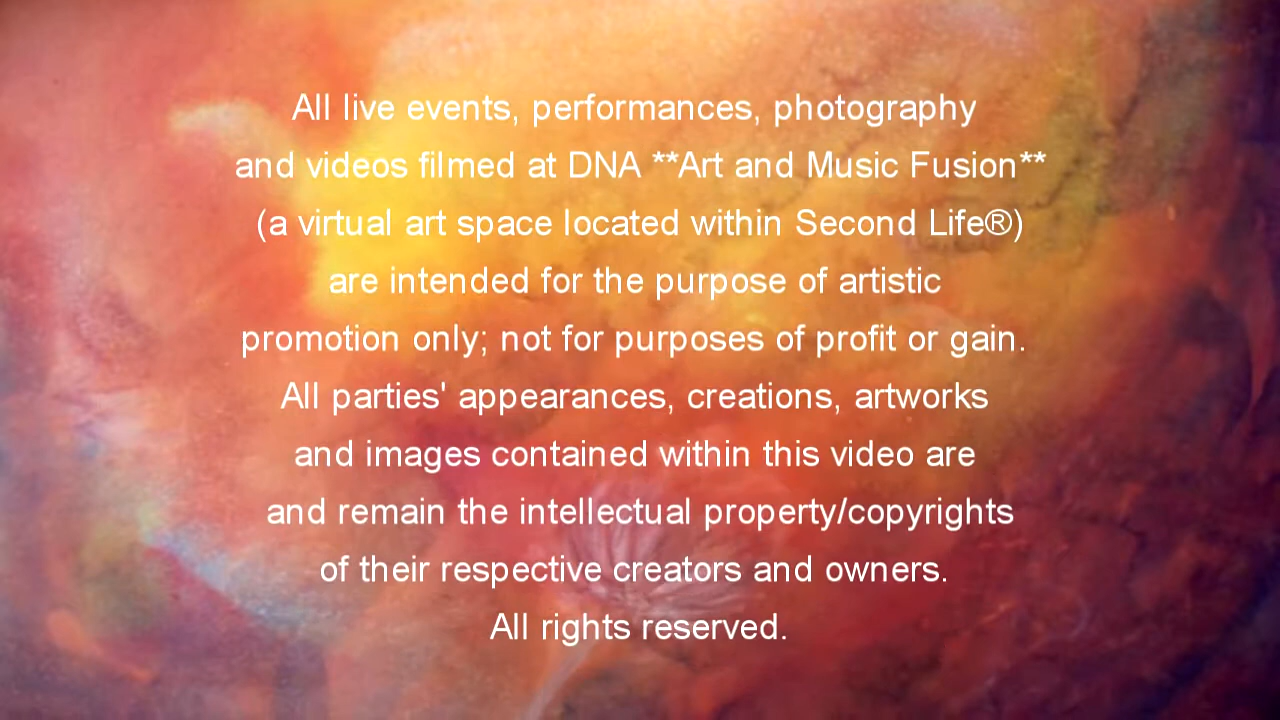 All live events, performances, photography
and videos filmed at DNA **Art and Music Fusion**
(a virtual art space located within Second Life®)
are intended for the purpose of artistic
promotion only; not for purposes of profit or gain.
All parties' appearances, creations, artworks
and images contained within this video are
and remain the intellectual property/copyrights
of their respective creators and owners.
All rights reserved.